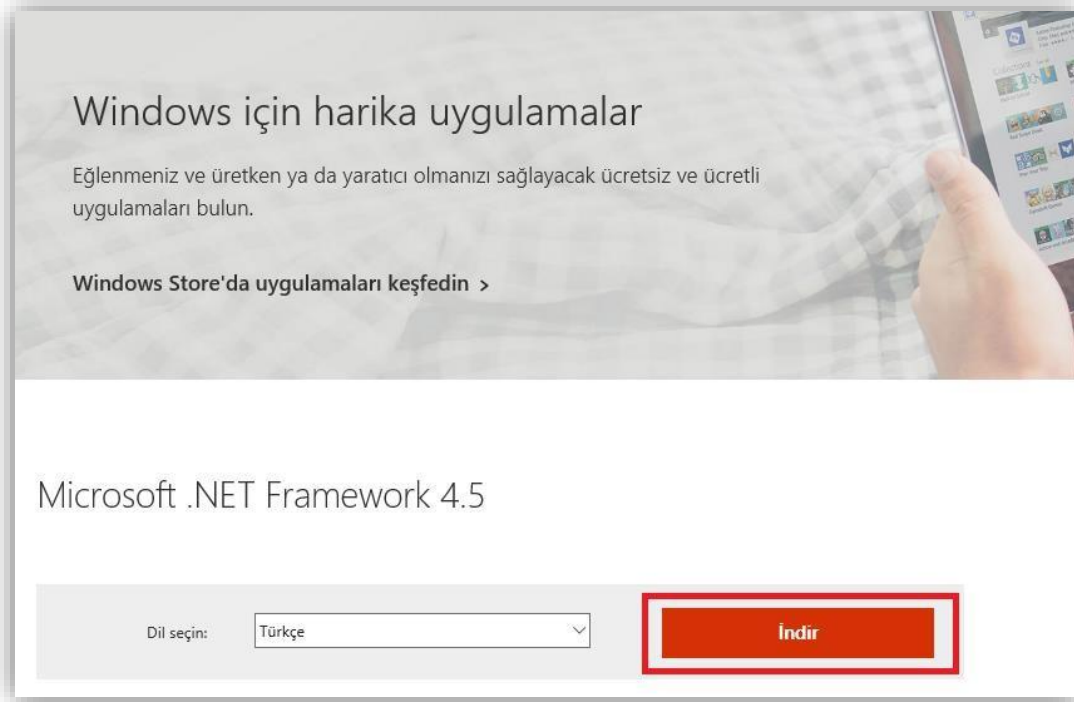 Windows için harika uygulamalar
Eğlenmeniz ve üretken ya da yaratıcı olmanızı sağlayacak ücretsiz ve ücretli
uygulamaları bulun.
Windows Store'da uygulamaları keşfedin >
Microsoft .NET Framework 4.5
Dil seçin: Türkçe İndir